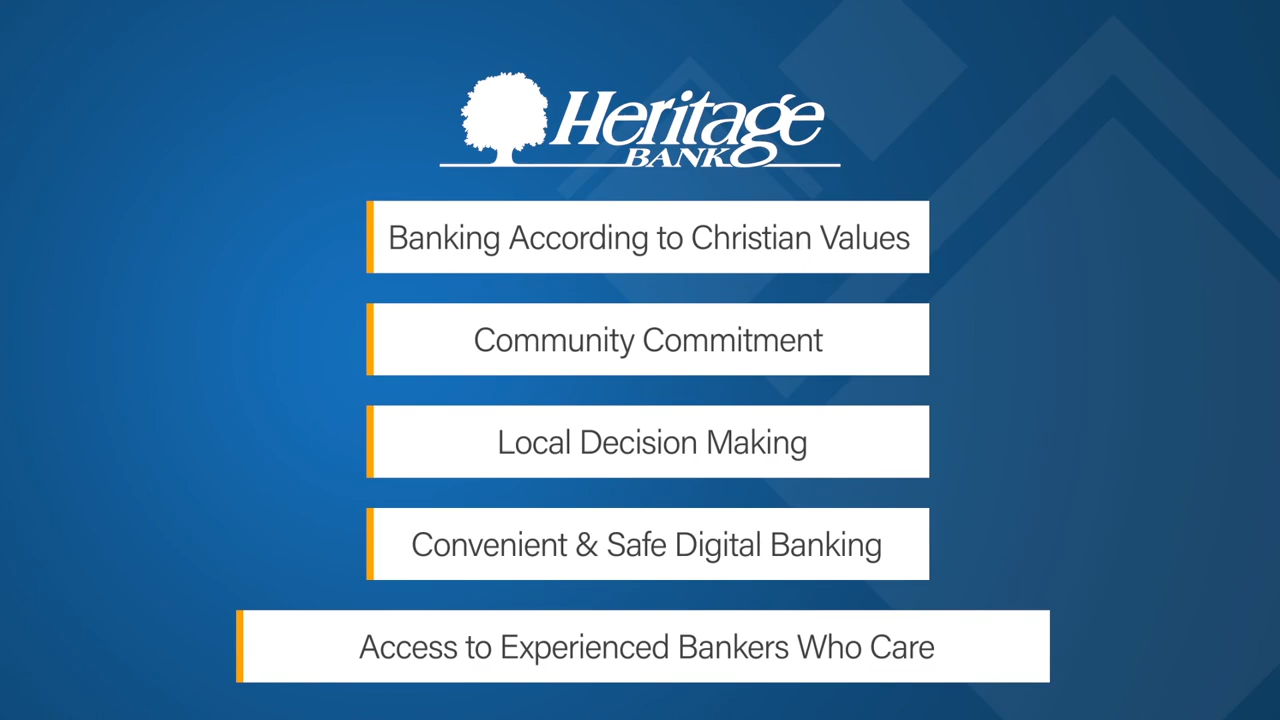 Heritage
BANK
Banking According to Christian Values
Community Commitment
Local Decision Making
Convenient & Safe Digital Banking
Access to Experienced Bankers Who Care